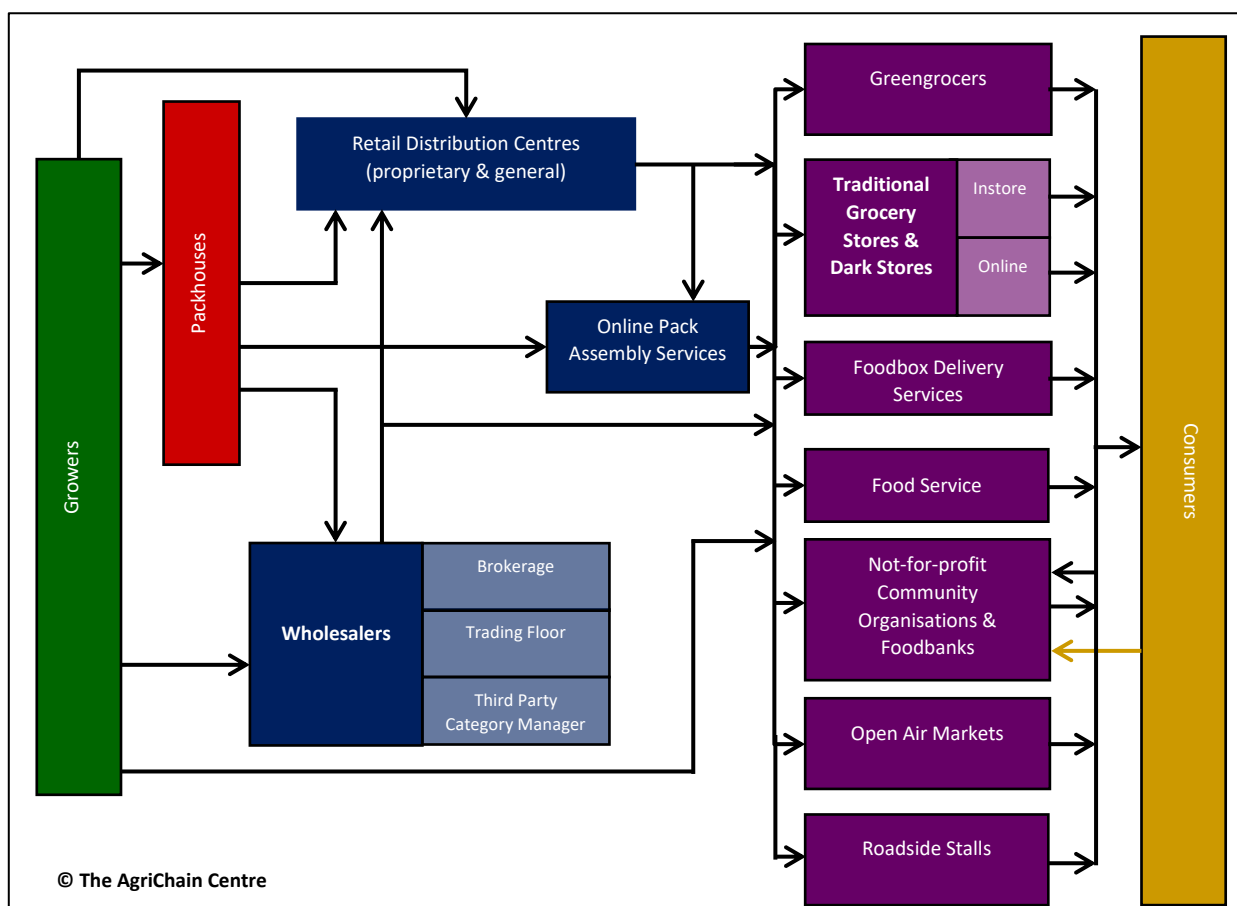 Growers
Packhouses
Retail Distribution Centres
(proprietary & general)
Online Pack
Assembly Services
Wholesalers
Brokerage
Trading Floor
Third Party
Category Manager
Greengrocers
Traditional
Grocery
Stores &
Dark Stores
Instore
Online
Foodbox Delivery
Services
Food Service
Not-for-profit
Community
Organisations &
Foodbanks
Open Air Markets
Roadside Stalls
Consumers
© The AgriChain Centre